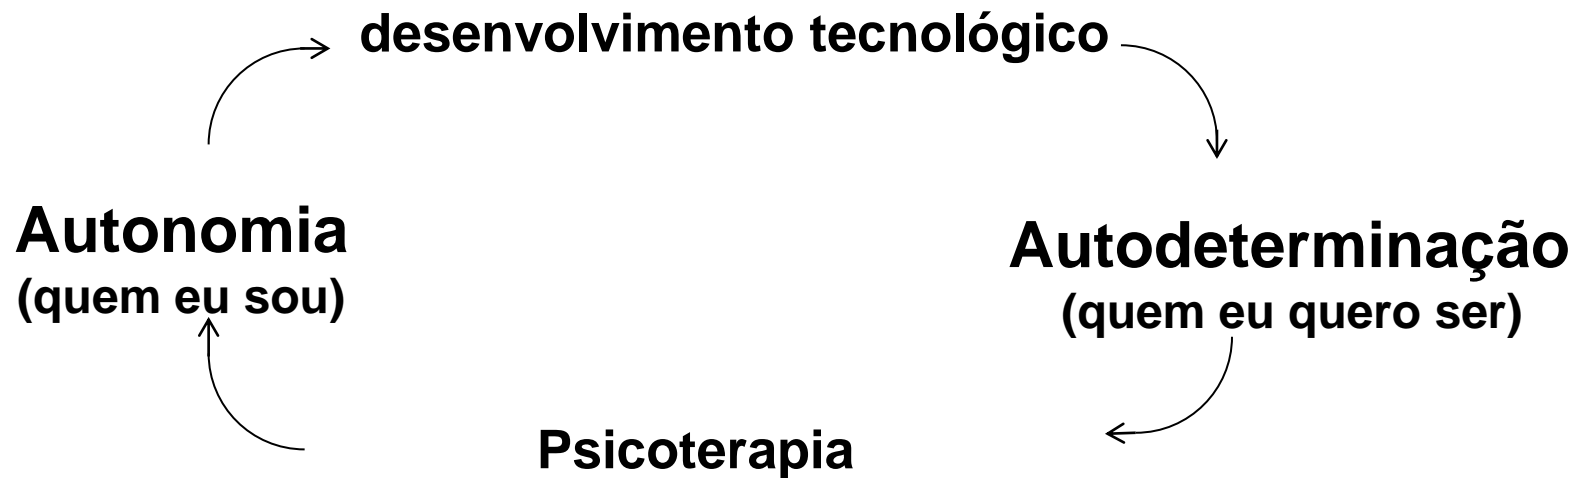 desenvolvimento tecnológico
Autonomia
(quem eu sou)
Autodeterminação
(quem eu quero ser)
Psicoterapia